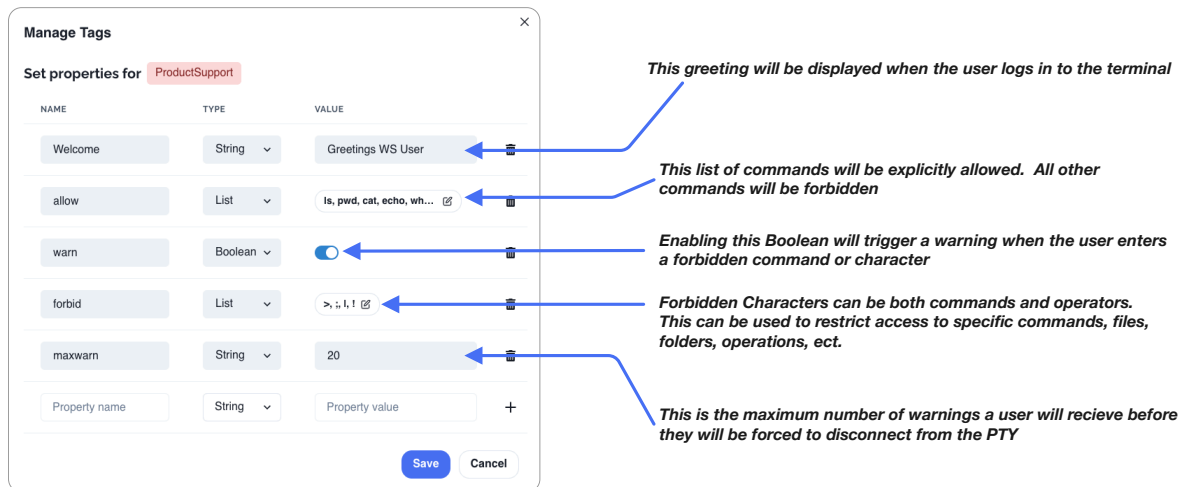 Manage Tags
Set properties for ProductSupport
NAME TYPE VALUE
Welcome String Greetings WS User
allow List ls, pwd, cat, echo, wh...
warn Boolean
forbid List >, ;, |, !
maxwarn String 20
Property name String Property value
Save Cancel
This greeting will be displayed when the user logs in to the terminal
This list of commands will be explicitly allowed. All other
commands will be forbidden
Enabling this Boolean will trigger a warning when the user enters
a forbidden command or character
Forbidden Characters can be both commands and operators.
This can be used to restrict access to specific commands, files,
folders, operations, ect.
This is the maximum number of warnings a user will recieve before
they will be forced to disconnect from the PTY